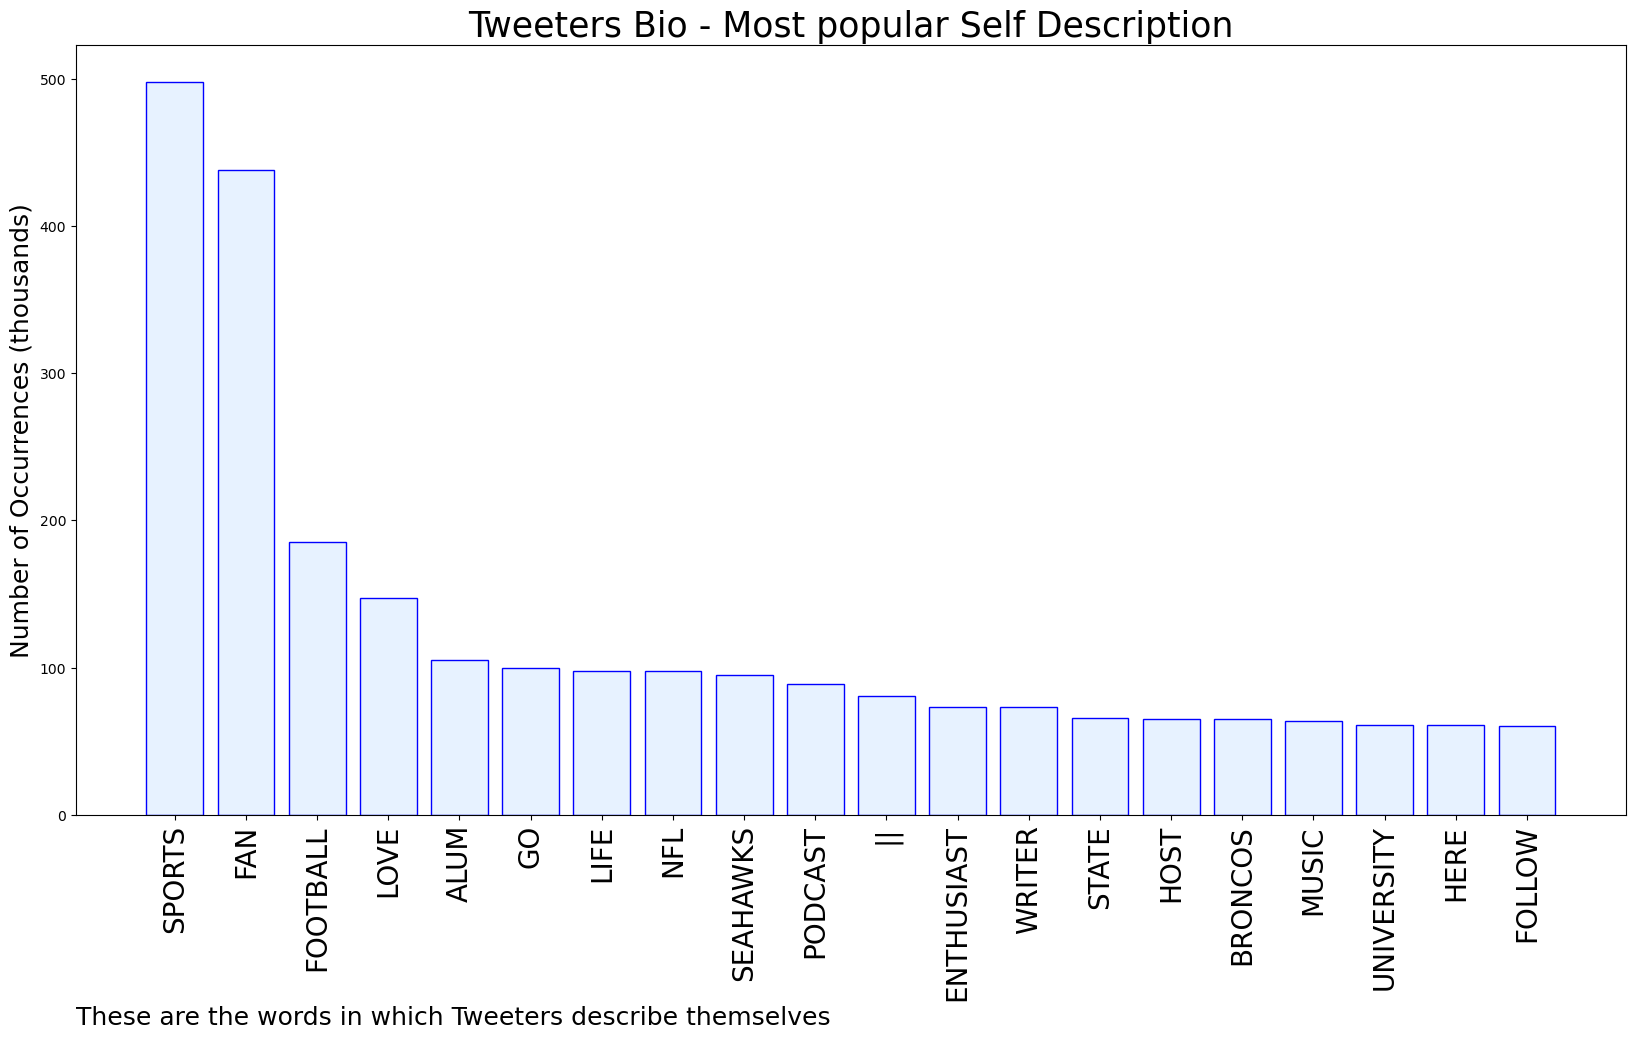 Tweeters Bio - Most popular Self Description
Number of Occurrences (thousands)
500
400
300
200
100
0
SPORTS
FAN
FOOTBALL
LOVE
ALUM
GO
LIFE
NFL
SEAHAWKS
PODCAST
||
ENTHUSIAST
WRITER
STATE
HOST
BRONCOS
MUSIC
UNIVERSITY
HERE
FOLLOW
These are the words in which Tweeters describe themselves